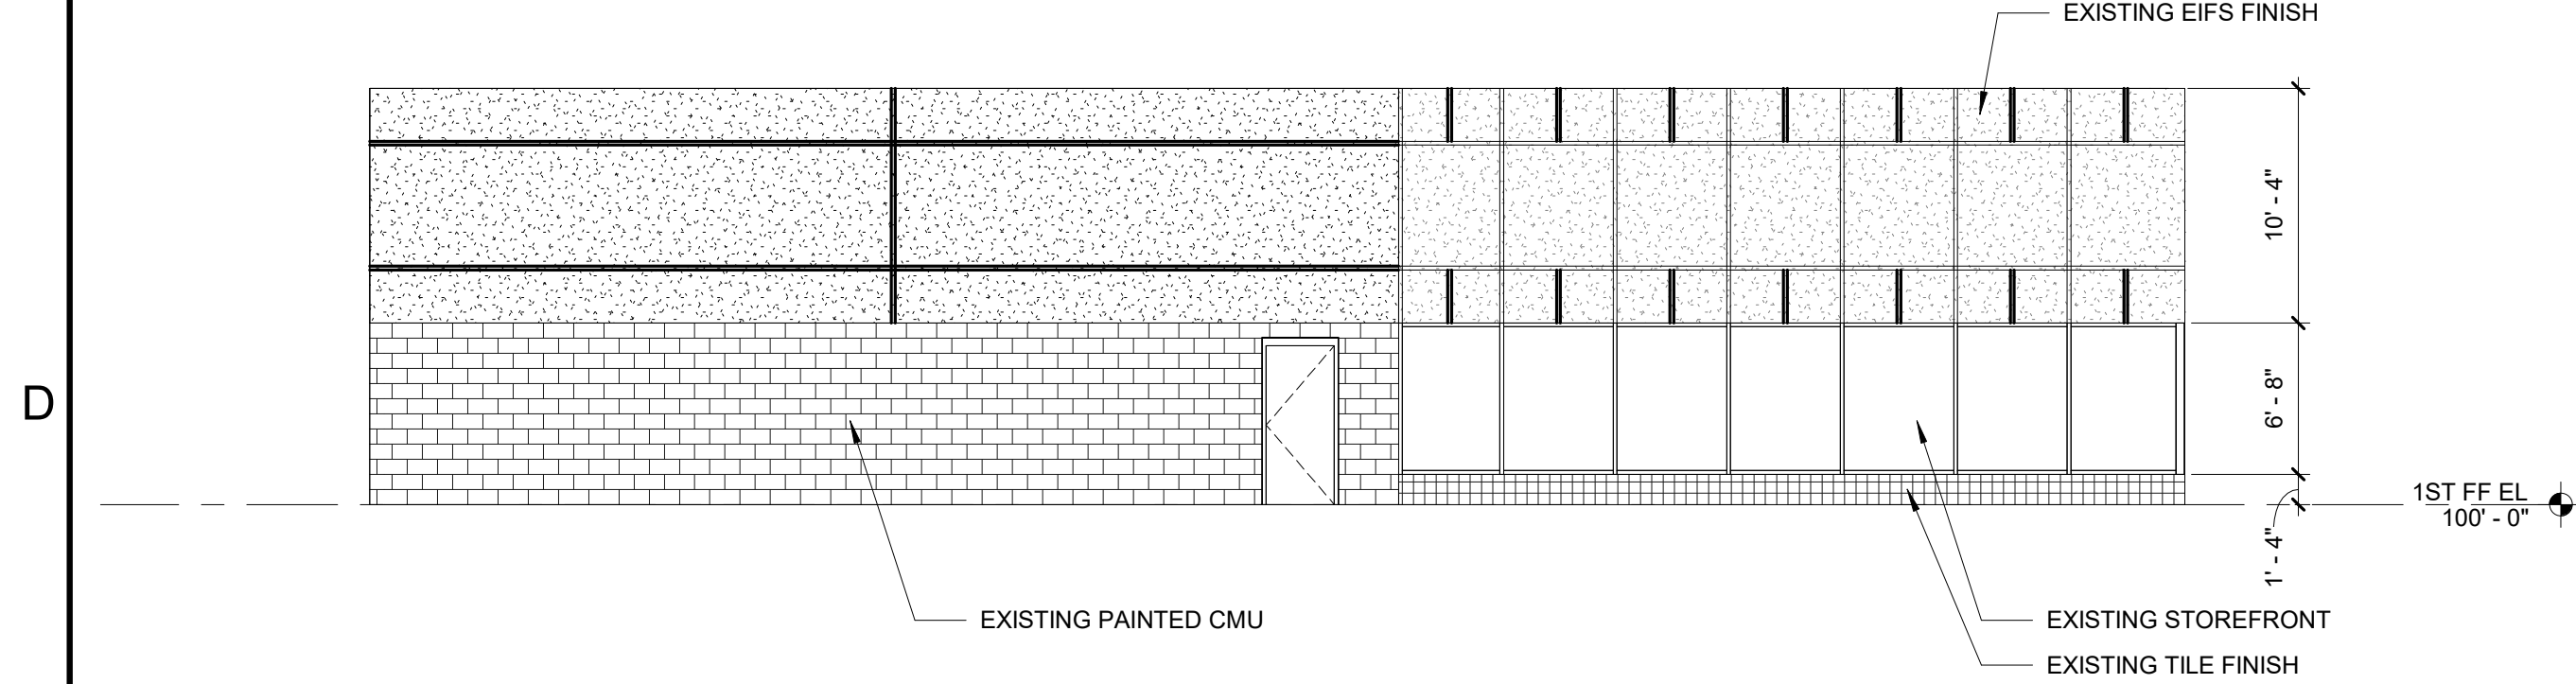 EXISTING EIFS FINISH
10' - 4"
D
6' - 8"
1ST FF EL
100' - 0"
1' - 4"
EXISTING PAINTED CMU
EXISTING STOREFRONT
EXISTING TILE FINISH